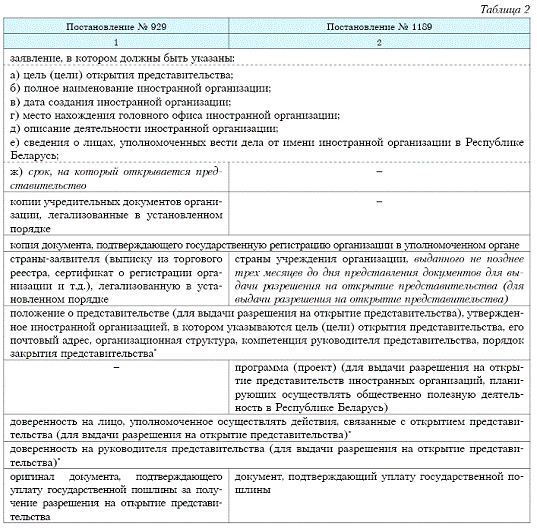 Таблица 2
Постановление № 929
Постановление № 1189
1
2
заявление, в котором должны быть указаны:
а) цель (цели) открытия представительства;
б) полное наименование иностранной организации;
в) дата создания иностранной организации;
г) место нахождения головного офиса иностранной организации;
д) описание деятельности иностранной организации;
е) сведения о лицах, уполномоченных вести дела от имени иностранной организации в Республике
Беларусь;
ж) срок, на который открывается пред-
ставительство
–
копии учредительных документов органи-
зации, легализованные в установленном
порядке
–
копия документа, подтверждающего государственную регистрацию организации в уполномоченном органе
страны-заявителя (выписку из торгового
реестра, сертификат о регистрации орга-
низации и т.д.), легализованную в уста-
новленном порядке
страны учреждения организации, выданного не позднее
трех месяцев до дня представления документов для вы-
дачи разрешения на открытие представительства (для
выдачи разрешения на открытие представительства)
положение о представительстве (для выдачи разрешения на открытие представительства), утвержден-
ное иностранной организацией, в котором указываются цель (цели) открытия представительства, его
почтовый адрес, организационная структура, компетенция руководителя представительства, порядок
закрытия представительства*
–
программа (проект) (для выдачи разрешения на откры-
тие представительств иностранных организаций, плани-
рующих осуществлять общественно полезную деятель-
ность в Республике Беларусь)
доверенность на лицо, уполномоченное осуществлять действия, связанные с открытием представи-
тельства (для выдачи разрешения на открытие представительства)*
доверенность на руководителя представительства (для выдачи разрешения на открытие представи-
тельства)*
оригинал документа, подтверждающего
уплату государственной пошлины за полу-
чение разрешения на открытие предста-
вительства
документ, подтверждающий уплату государственной по-
шлины